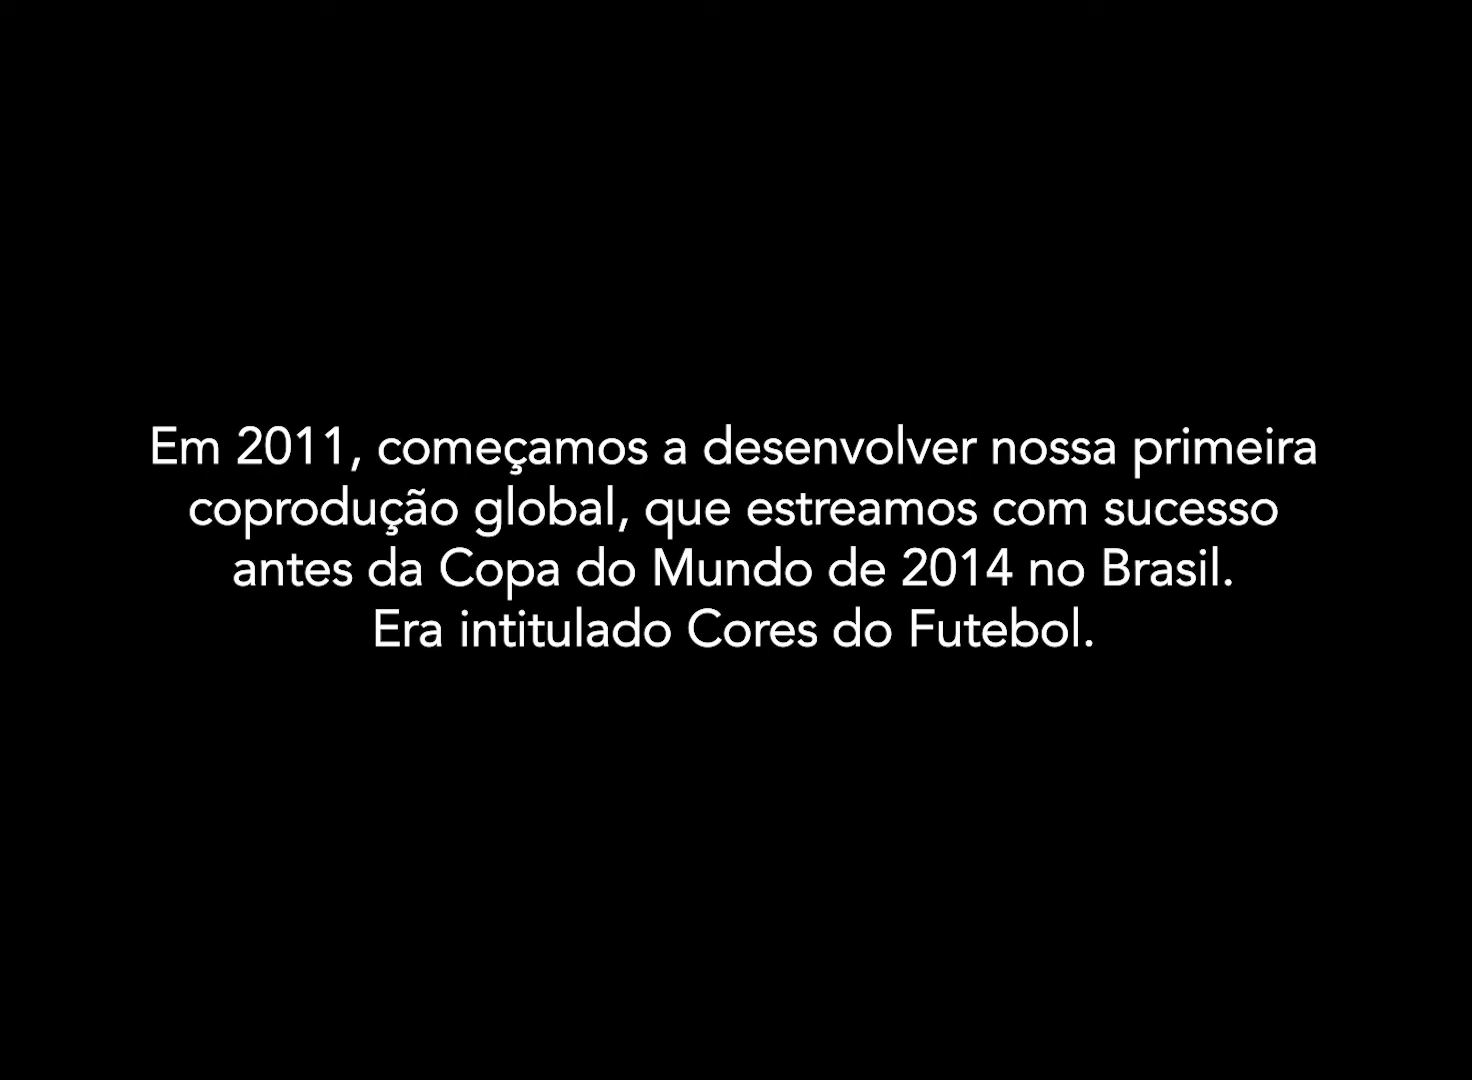 Em 2011, começamos a desenvolver nossa primeira
coprodução global, que estreamos com sucesso
antes da Copa do Mundo de 2014 no Brasil.
Era intitulado Cores do Futebol.